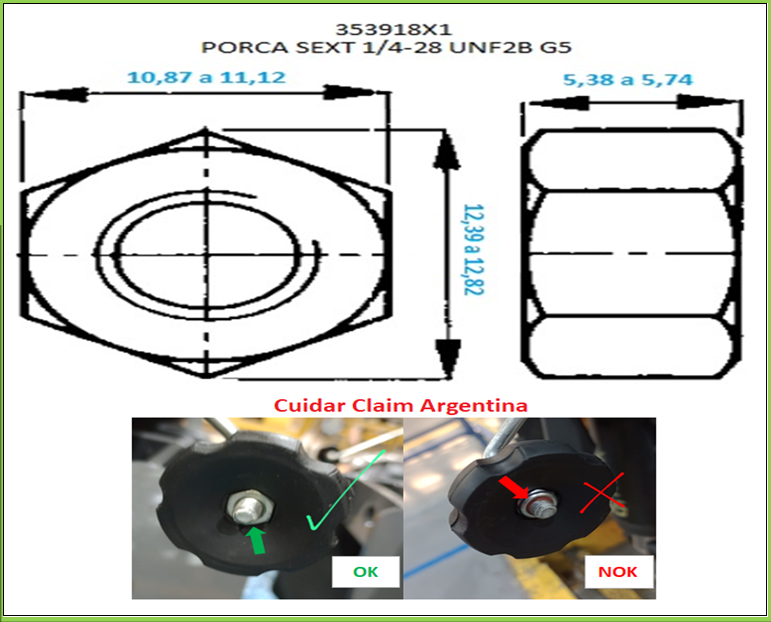 353918X1
PORCA SEXT 1/4-28 UNF2B G5
10,87 a 11,12
5,38 a 5,74
12,39 a 12,82
Cuidar Claim Argentina
OK
NOK